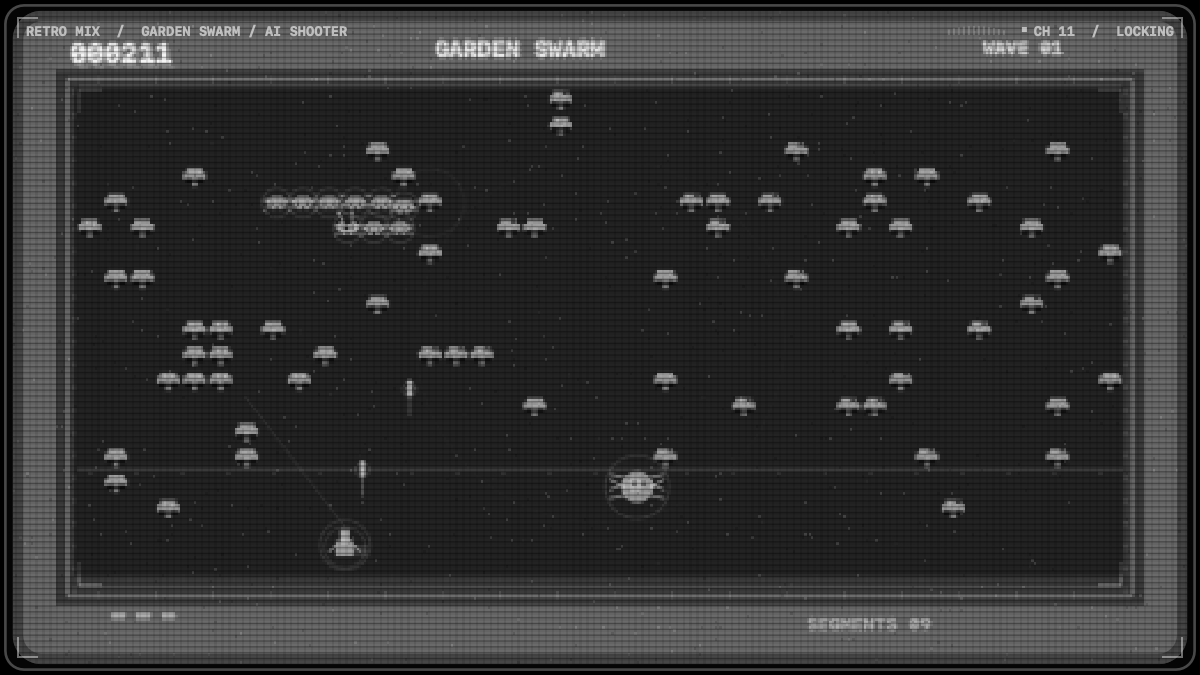 RETRO MIX / GARDEN SWARM / AI SHOOTER
CH 11 / LOCKING
000211
GARDEN SWARM
WAVE 01
SEGMENTS 09